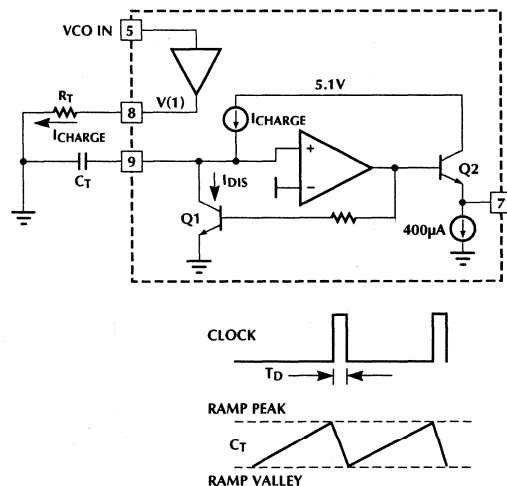 VCO IN 5
5.1V
RT 8 V(1)
ICHARGE
ICHARGE
9
CT
+
−
IDIS
Q1
Q2
7
400µA
CLOCK
TD
RAMP PEAK
CT
RAMP VALLEY